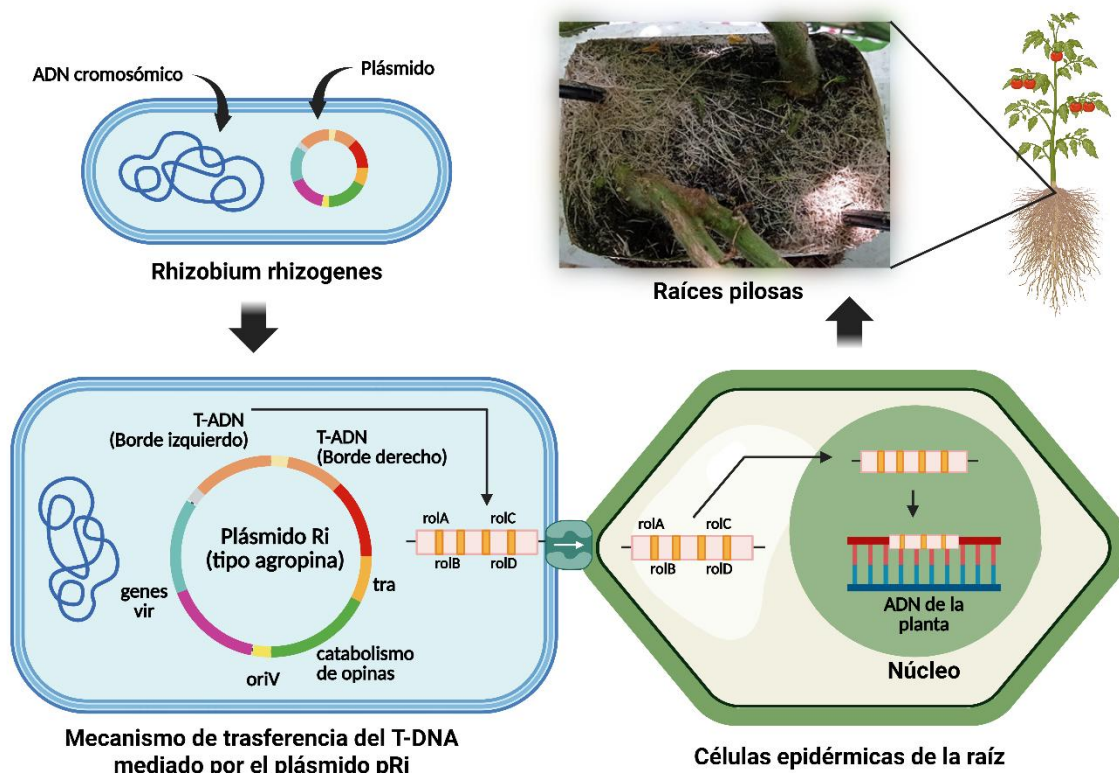 ADN cromosómico
Plásmido
Rhizobium rhizogenes
Raíces pilosas
T-ADN
(Borde izquierdo)
T-ADN
(Borde derecho)
Plásmido Ri
(tipo agropina)
genes
vir
tra
catabolismo
de opinas
oriV
rolA
rolC
rolB
rolD
Mecanismo de trasferencia del T-DNA
mediado por el plásmido pRi
rolA
rolC
rolB
rolD
ADN de la
planta
Núcleo
Células epidérmicas de la raíz